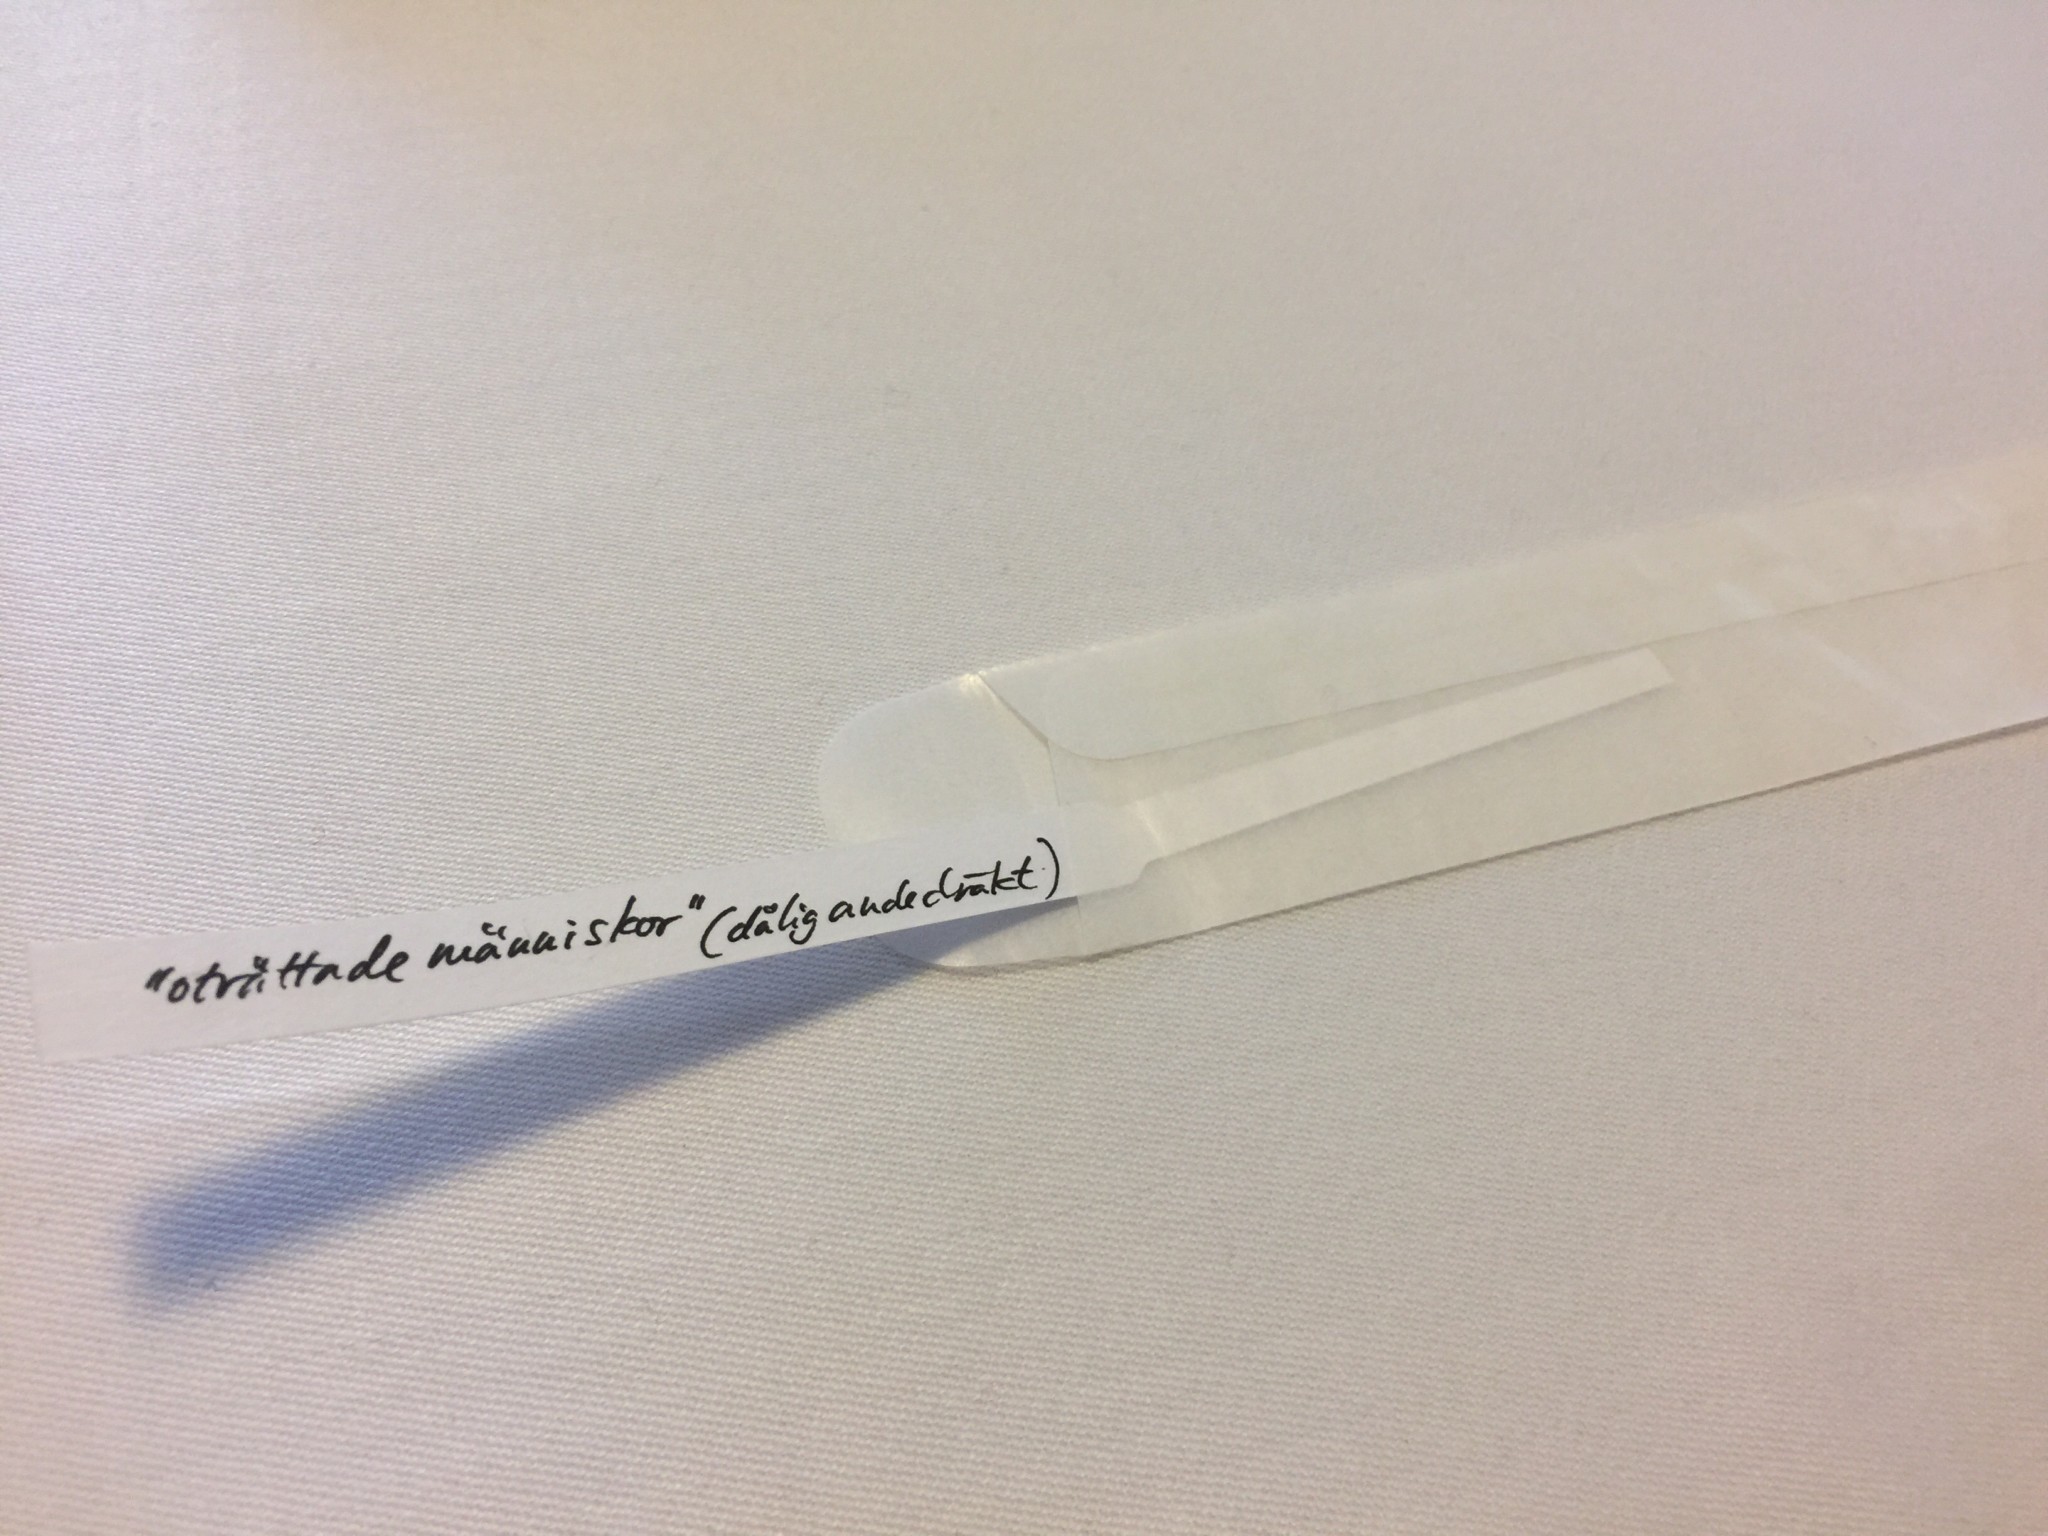 "otvättade människor" (dålig andedräkt)